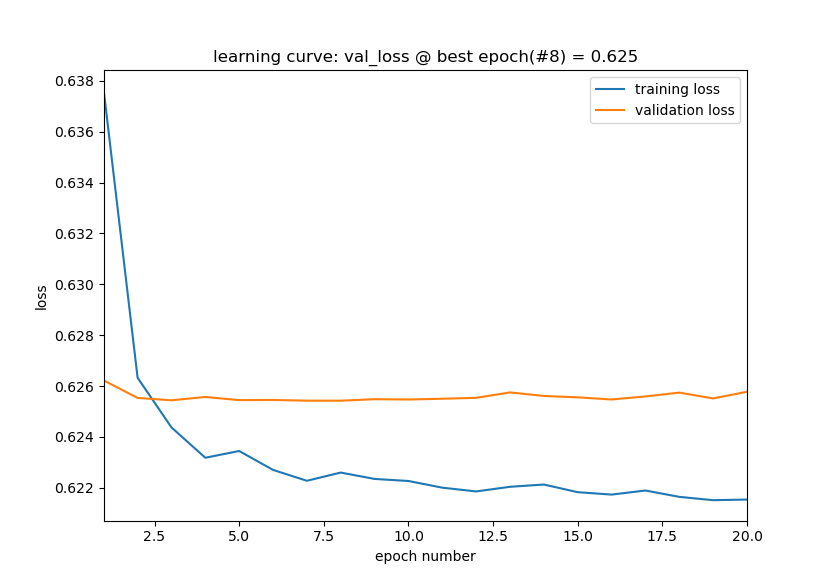 learning curve: val_loss @ best epoch(#8) = 0.625
training loss
validation loss
0.638
0.636
0.634
0.632
0.630
0.628
0.626
0.624
0.622
loss
2.5 5.0 7.5 10.0 12.5 15.0 17.5 20.0
epoch number